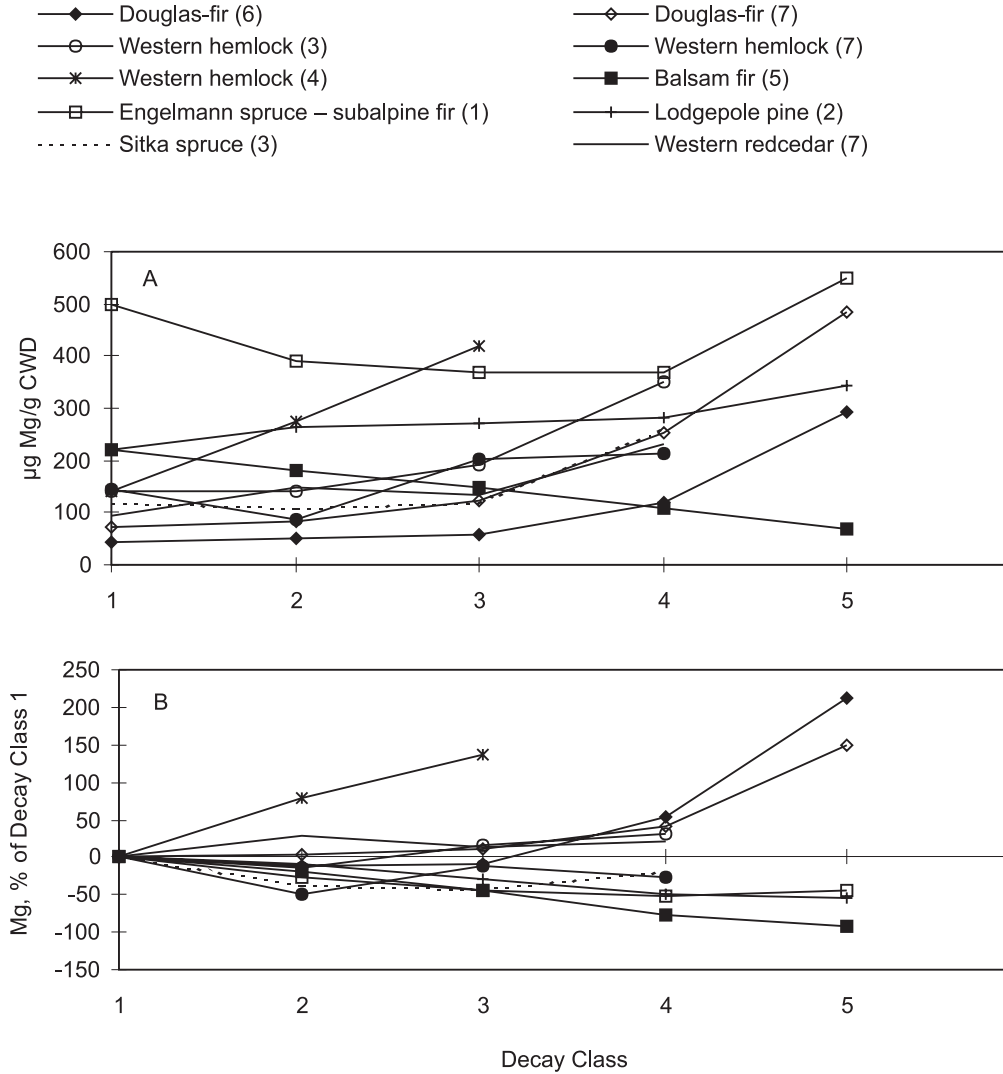 Douglas-fir (6) Douglas-fir (7)
Western hemlock (3) Western hemlock (7)
Western hemlock (4) Balsam fir (5)
Engelmann spruce – subalpine fir (1) Lodgepole pine (2)
Sitka spruce (3) Western redcedar (7)
µg Mg/g CWD
600
500
400
300
200
100
0
A
1 2 3 4 5
Mg, % of Decay Class 1
250
200
150
100
50
0
-50
-100
-150
B
1 2 3 4 5
Decay Class